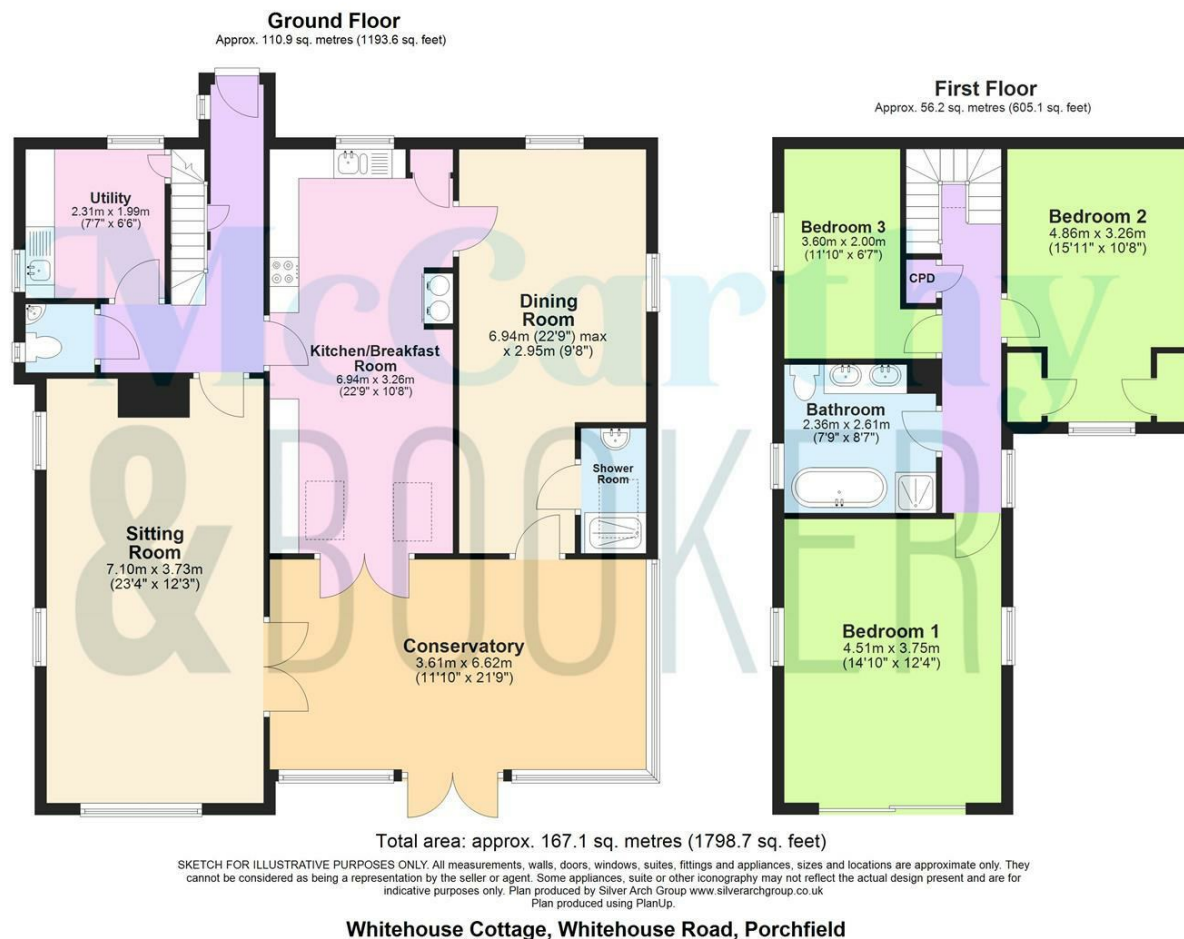 Ground Floor
Approx. 110.9 sq. metres (1193.6 sq. feet)
First Floor
Approx. 56.2 sq. metres (605.1 sq. feet)
Utility
2.31m x 1.99m
(7'7" x 6'6")
Kitchen/Breakfast
Room
6.94m x 3.26m
(22'9" x 10'8")
Dining
Room
6.94m (22'9") max
x 2.95m (9'8")
Shower
Room
Sitting
Room
7.10m x 3.73m
(23'4" x 12'3")
Conservatory
3.61m x 6.62m
(11'10" x 21'9")
Bedroom 3
3.60m x 2.00m
(11'10" x 6'7")
CPD
Bedroom 2
4.86m x 3.26m
(15'11" x 10'8")
Bathroom
2.36m x 2.61m
(7'9" x 8'7")
Bedroom 1
4.51m x 3.75m
(14'10" x 12'4")
McCarthy
&BOOKER
Total area: approx. 167.1 sq. metres (1798.7 sq. feet)
SKETCH FOR ILLUSTRATIVE PURPOSES ONLY. All measurements, walls, doors, windows, suites, fittings and appliances, sizes and locations are approximate only. They
cannot be considered as being a representation by the seller or agent. Some appliances, suite or other iconography may not reflect the actual design present and are for
indicative purposes only. Plan produced by Silver Arch Group www.silverarchgroup.co.uk
Plan produced using PlanUp.
Whitehouse Cottage, Whitehouse Road, Porchfield